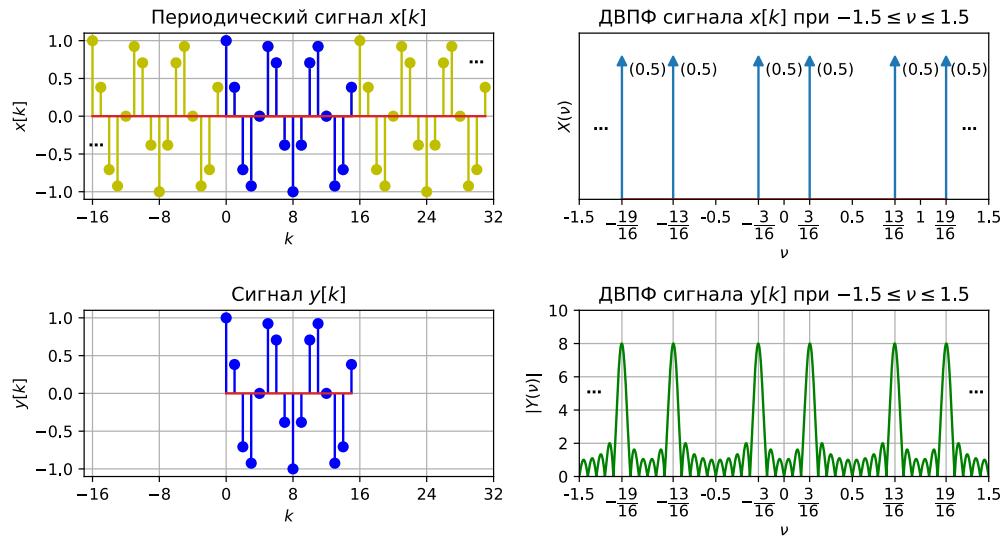 Периодический сигнал x[k]
1.0
0.5
0.0
−0.5
−1.0
x[k]
...
...
−16 −8 0 8 16 24 32
k
ДВПФ сигнала x[k] при −1.5 ≤ ν ≤ 1.5
X(ν)
(0.5) (0.5) (0.5) (0.5) (0.5) (0.5)
... ...
-1.5 −19/16 −13/16 -0.5 −3/16 0 3/16 0.5 13/16 1 19/16 1.5
ν
Сигнал y[k]
1.0
0.5
0.0
−0.5
−1.0
y[k]
−16 −8 0 8 16 24 32
k
ДВПФ сигнала y[k] при −1.5 ≤ ν ≤ 1.5
10
8
6
4
2
0
|Y(ν)|
... ...
-1.5 −19/16 −13/16 -0.5 −3/16 0 3/16 0.5 13/16 1 19/16 1.5
ν